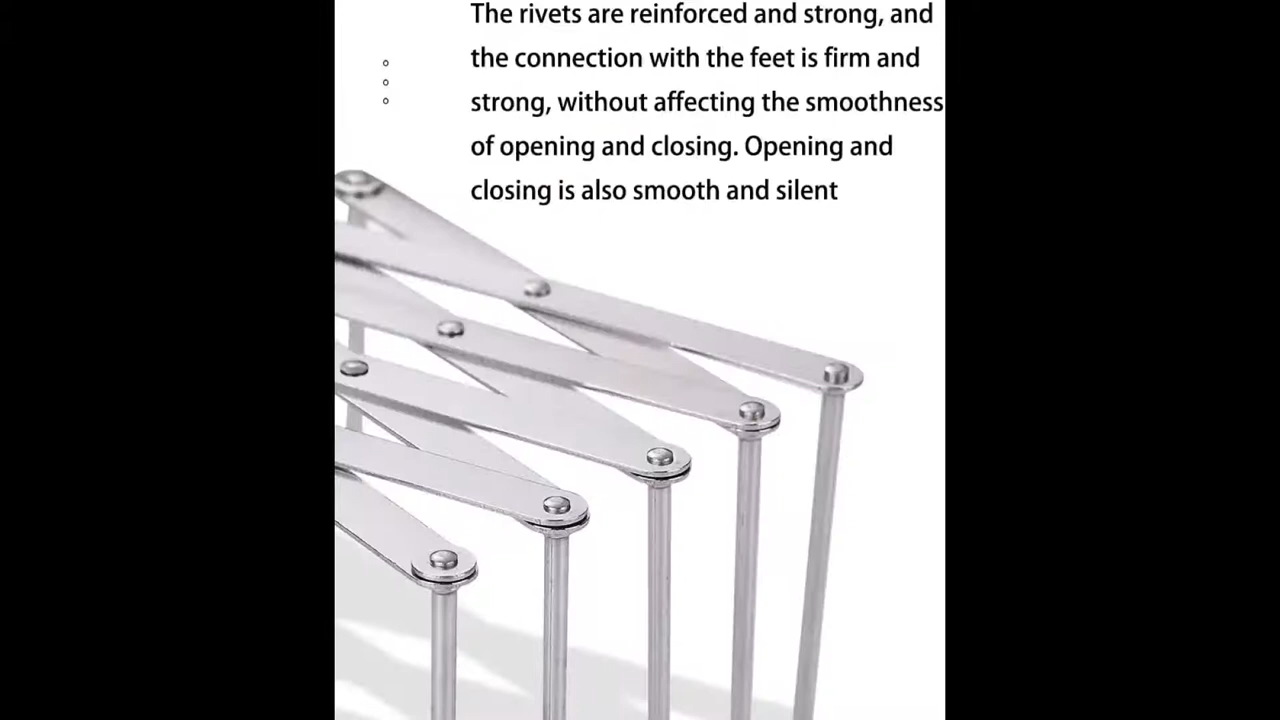 The rivets are reinforced and strong, and
the connection with the feet is firm and
strong, without affecting the smoothness
of opening and closing. Opening and
closing is also smooth and silent